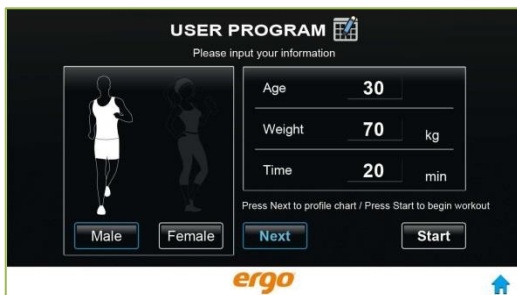 USER PROGRAM
Please input your information
Age 30
Weight 70 kg
Time 20 min
Press Next to profile chart / Press Start to begin workout
Male Female Next Start
ergo